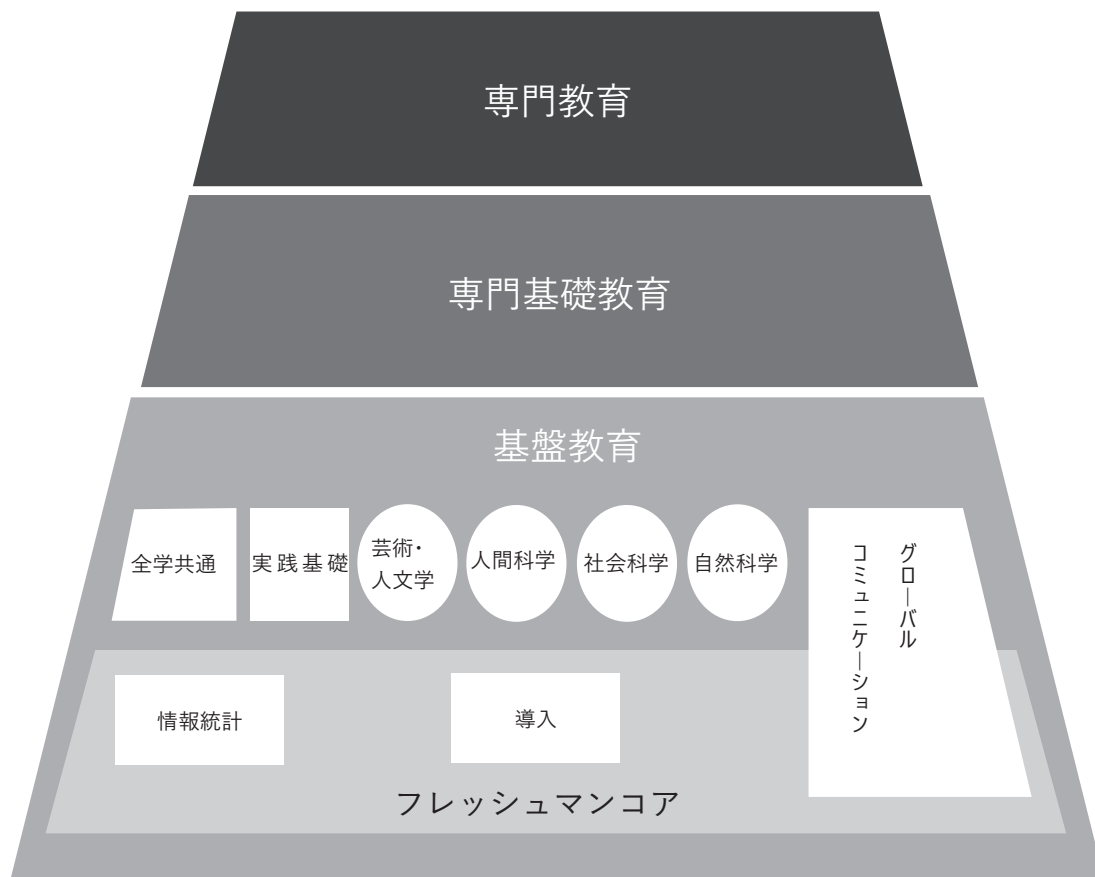 専門教育
専門基礎教育
基盤教育
全学共通
実践基礎
芸術・
人文学
人間科学
社会科学
自然科学
グローバル
コミュニケーション
情報統計
導入
フレッシュマンコア